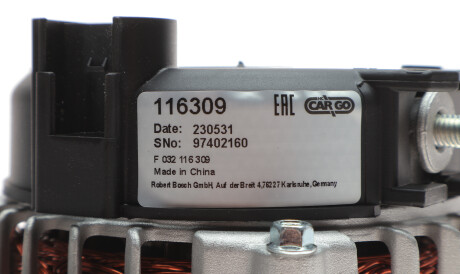 116309 EAC CARGO
Date: 230531
SNo: 97402160
F 032 116 309
Made in China
Robert Bosch GmbH, Auf der Breit 4,76227 Karlsruhe,Germany